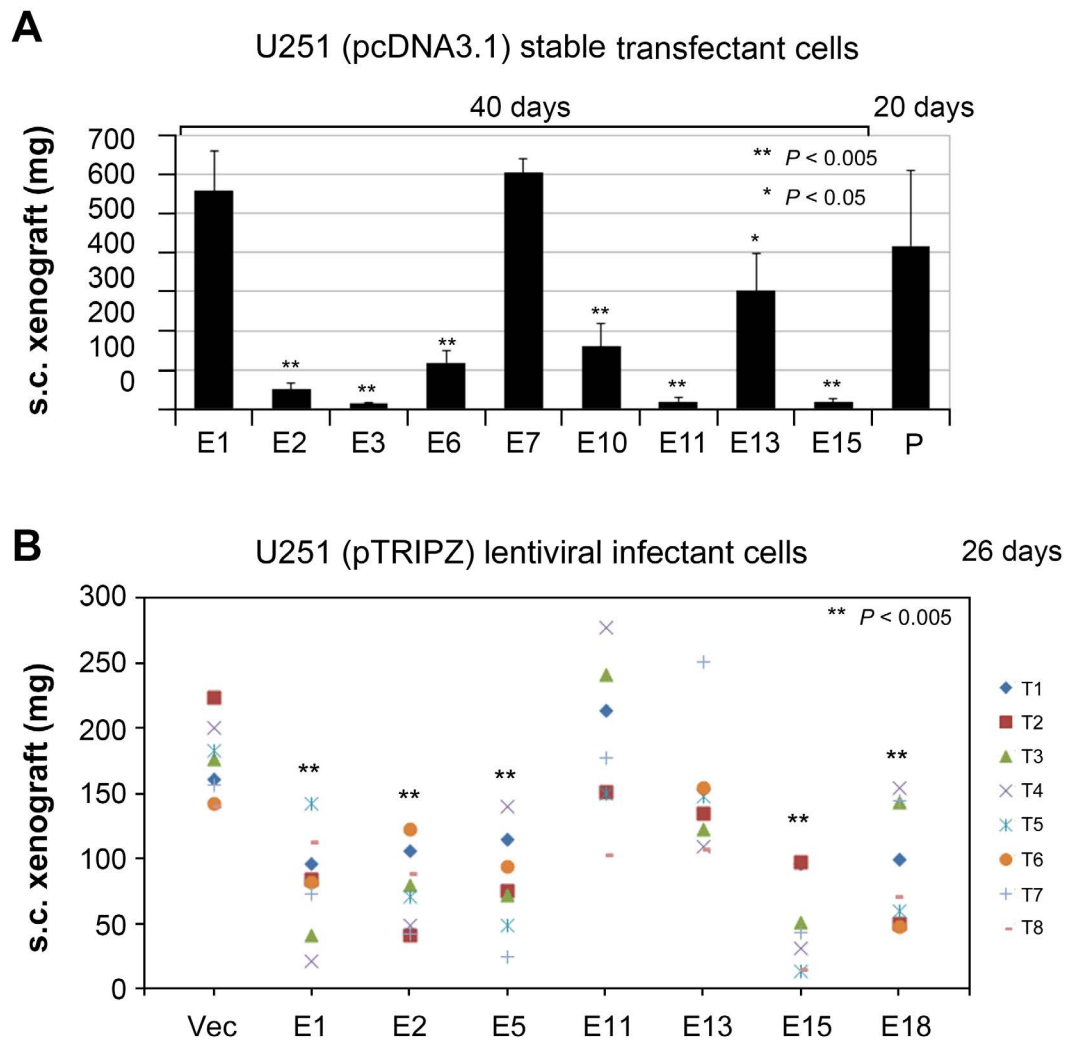 A
U251 (pcDNA3.1) stable transfectant cells
40 days
20 days
s.c. xenograft (mg)
700
600
500
400
300
200
100
0
** P < 0.005
* P < 0.05
** ** ** ** ** * **
E1 E2 E3 E6 E7 E10 E11 E13 E15 P
B
U251 (pTRIPZ) lentiviral infectant cells
26 days
s.c. xenograft (mg)
300
250
200
150
100
50
0
** P < 0.005
** ** ** ** **
T1
T2
T3
T4
T5
T6
T7
T8
Vec E1 E2 E5 E11 E13 E15 E18